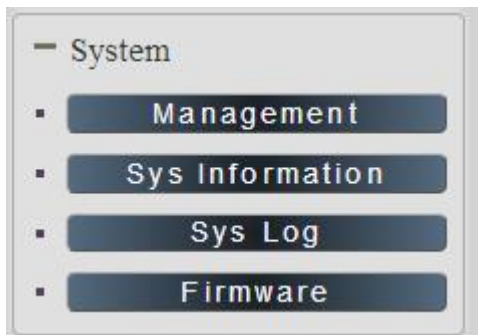 System
Management
Sys Information
Sys Log
Firmware